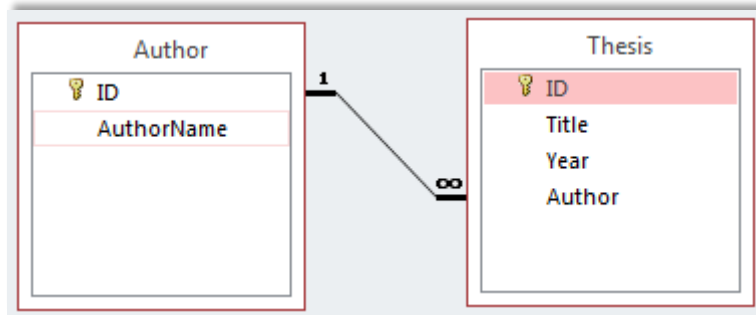 Author
ID
AuthorName
1
∞
Thesis
ID
Title
Year
Author